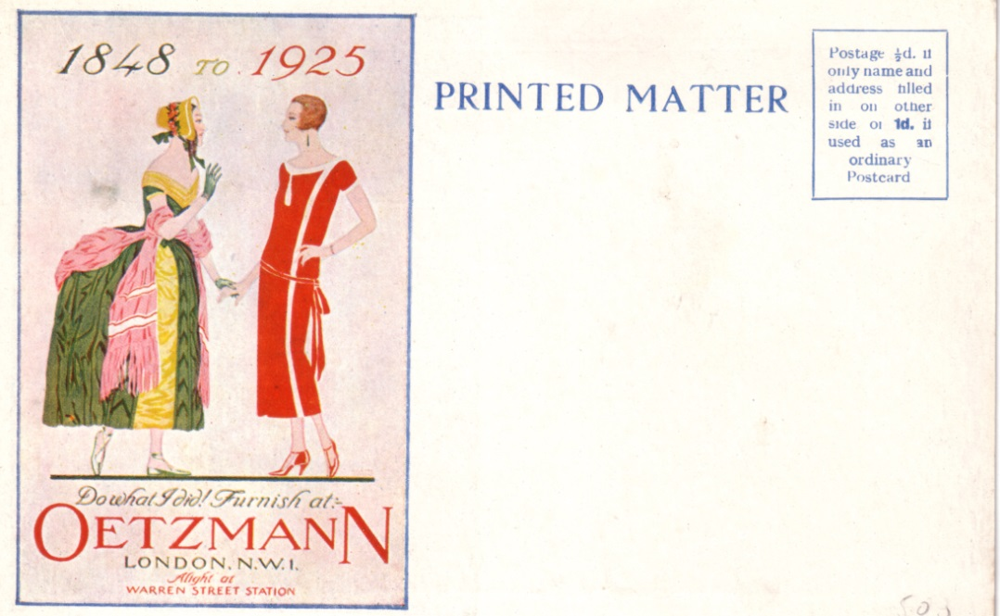 1848 TO 1925
Do what I did! Furnish at:-
OETZMANN
LONDON. N.W.1.
Alight at
WARREN STREET STATION
PRINTED MATTER
Postage ½d. if
only name and
address filled
in on other
side or 1d. if
used as an
ordinary
Postcard